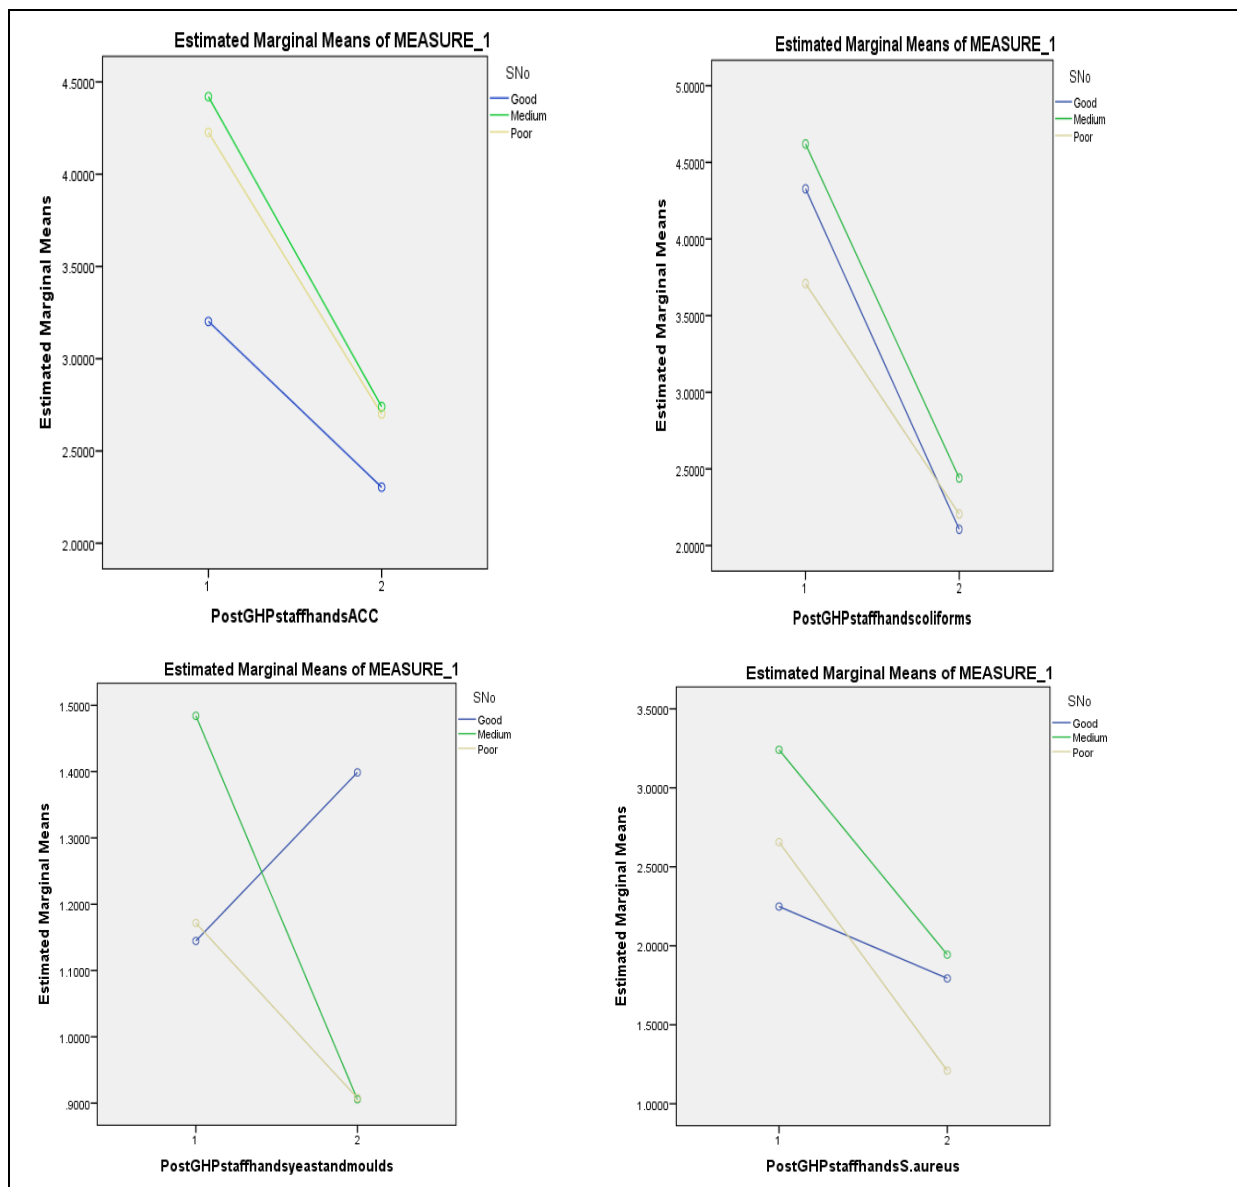 Estimated Marginal Means of MEASURE_1
SNo
Good
Medium
Poor
Estimated Marginal Means
4.5000
4.0000
3.5000
3.0000
2.5000
2.0000
1 2
PostGHPstaffhandsACC
Estimated Marginal Means of MEASURE_1
SNo
Good
Medium
Poor
Estimated Marginal Means
5.0000
4.5000
4.0000
3.5000
3.0000
2.5000
2.0000
1 2
PostGHPstaffhandscoliforms
Estimated Marginal Means of MEASURE_1
SNo
Good
Medium
Poor
Estimated Marginal Means
1.5000
1.4000
1.3000
1.2000
1.1000
1.0000
.9000
1 2
PostGHPstaffhandsyeastandmoulds
Estimated Marginal Means of MEASURE_1
SNo
Good
Medium
Poor
Estimated Marginal Means
3.5000
3.0000
2.5000
2.0000
1.5000
1.0000
1 2
PostGHPstaffhandsS.aureus